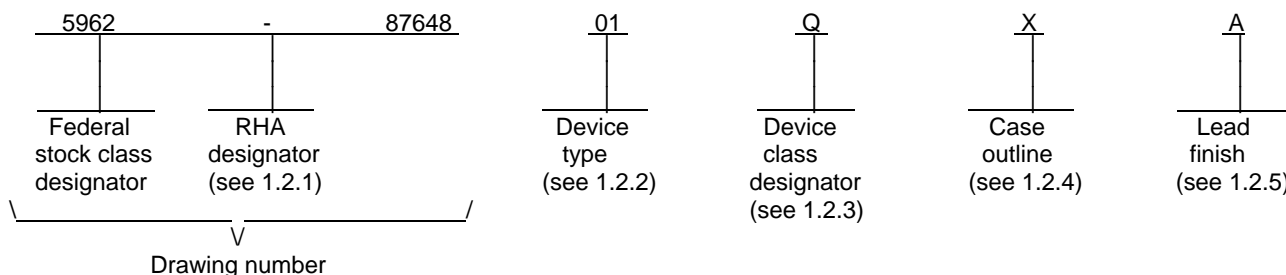 5962 - 87648 01 Q X A
Federal stock class designator
RHA designator (see 1.2.1)
Device type (see 1.2.2)
Device class designator (see 1.2.3)
Case outline (see 1.2.4)
Lead finish (see 1.2.5)
Drawing number